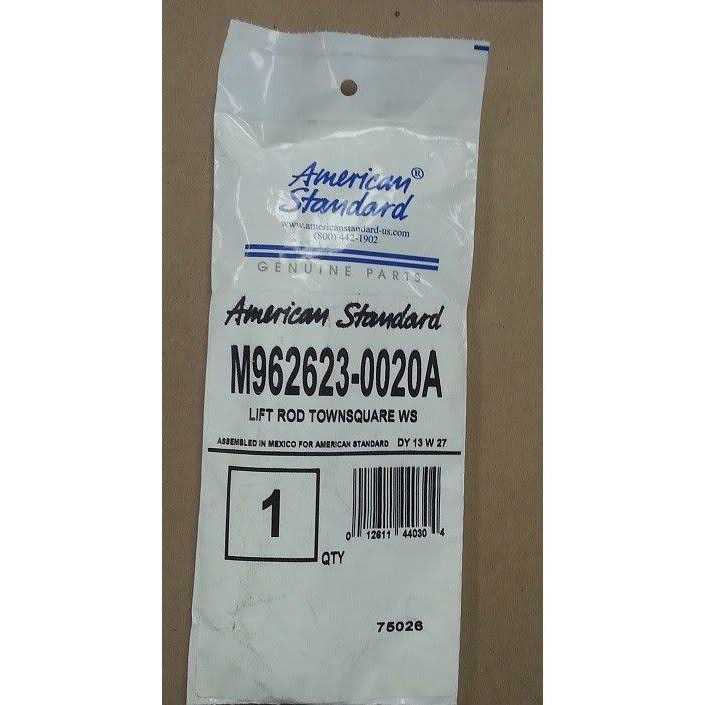 American®
Standard
www.americanstandard-us.com
(800) 442-1902
GENUINE PARTS
American Standard
M962623-0020A
LIFT ROD TOWNSQUARE WS
ASSEMBLED IN MEXICO FOR AMERICAN STANDARD DY 13 W 27
1
QTY
0 12611 44030 4
75026